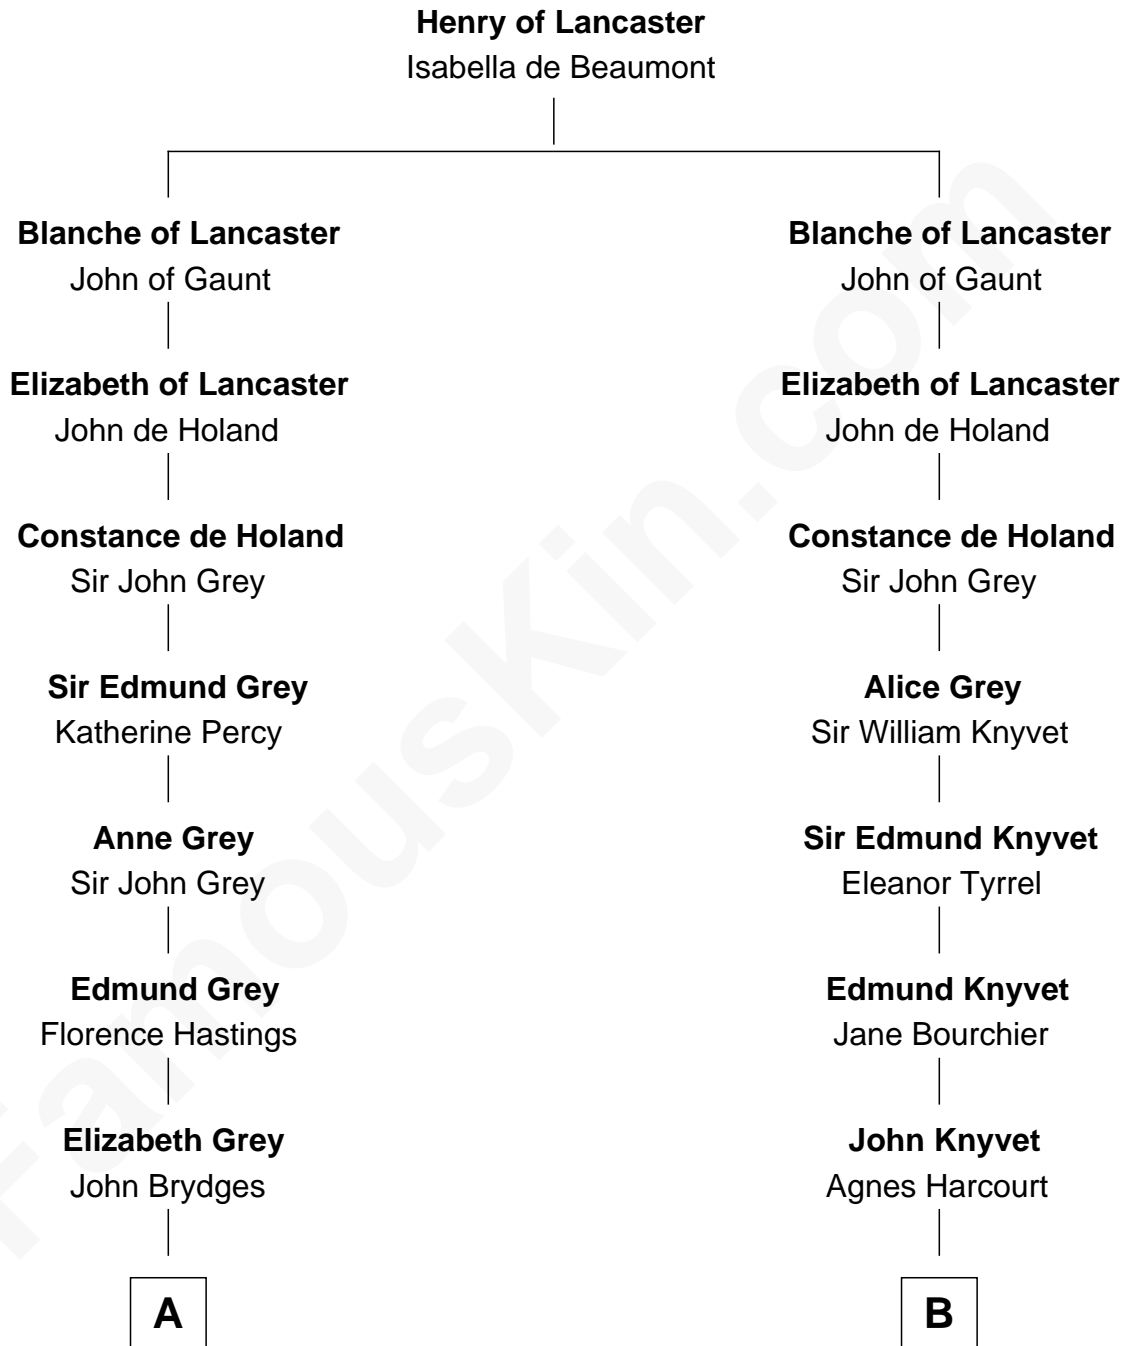 Henry of Lancaster
Isabella de Beaumont
Blanche of Lancaster
John of Gaunt
Blanche of Lancaster
John of Gaunt
Elizabeth of Lancaster
John de Holand
Elizabeth of Lancaster
John de Holand
Constance de Holand
Sir John Grey
Constance de Holand
Sir John Grey
Sir Edmund Grey
Katherine Percy
Alice Grey
Sir William Knyvet
Anne Grey
Sir John Grey
Sir Edmund Knyvet
Eleanor Tyrrel
Edmund Grey
Florence Hastings
Edmund Knyvet
Jane Bourchier
Elizabeth Grey
John Brydges
John Knyvet
Agnes Harcourt
A
B
FamousKin.com